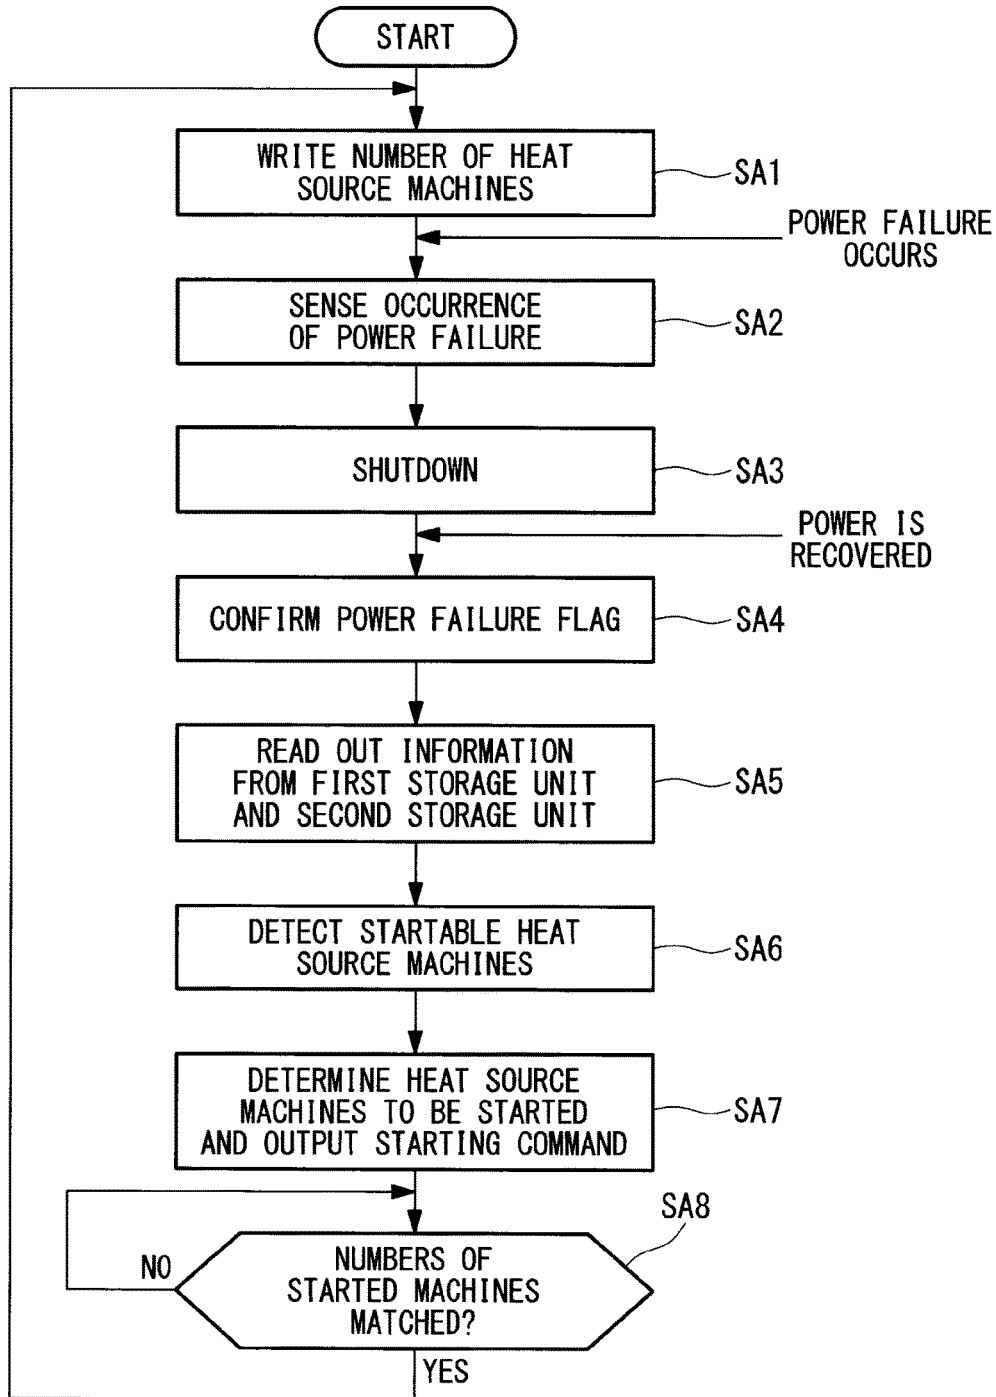 START
WRITE NUMBER OF HEAT
SOURCE MACHINES
SA1
POWER FAILURE
OCCURS
SENSE OCCURRENCE
OF POWER FAILURE
SA2
SHUTDOWN
SA3
POWER IS
RECOVERED
CONFIRM POWER FAILURE FLAG
SA4
READ OUT INFORMATION
FROM FIRST STORAGE UNIT
AND SECOND STORAGE UNIT
SA5
DETECT STARTABLE HEAT
SOURCE MACHINES
SA6
DETERMINE HEAT SOURCE
MACHINES TO BE STARTED
AND OUTPUT STARTING COMMAND
SA7
SA8
NO
NUMBERS OF
STARTED MACHINES
MATCHED?
YES